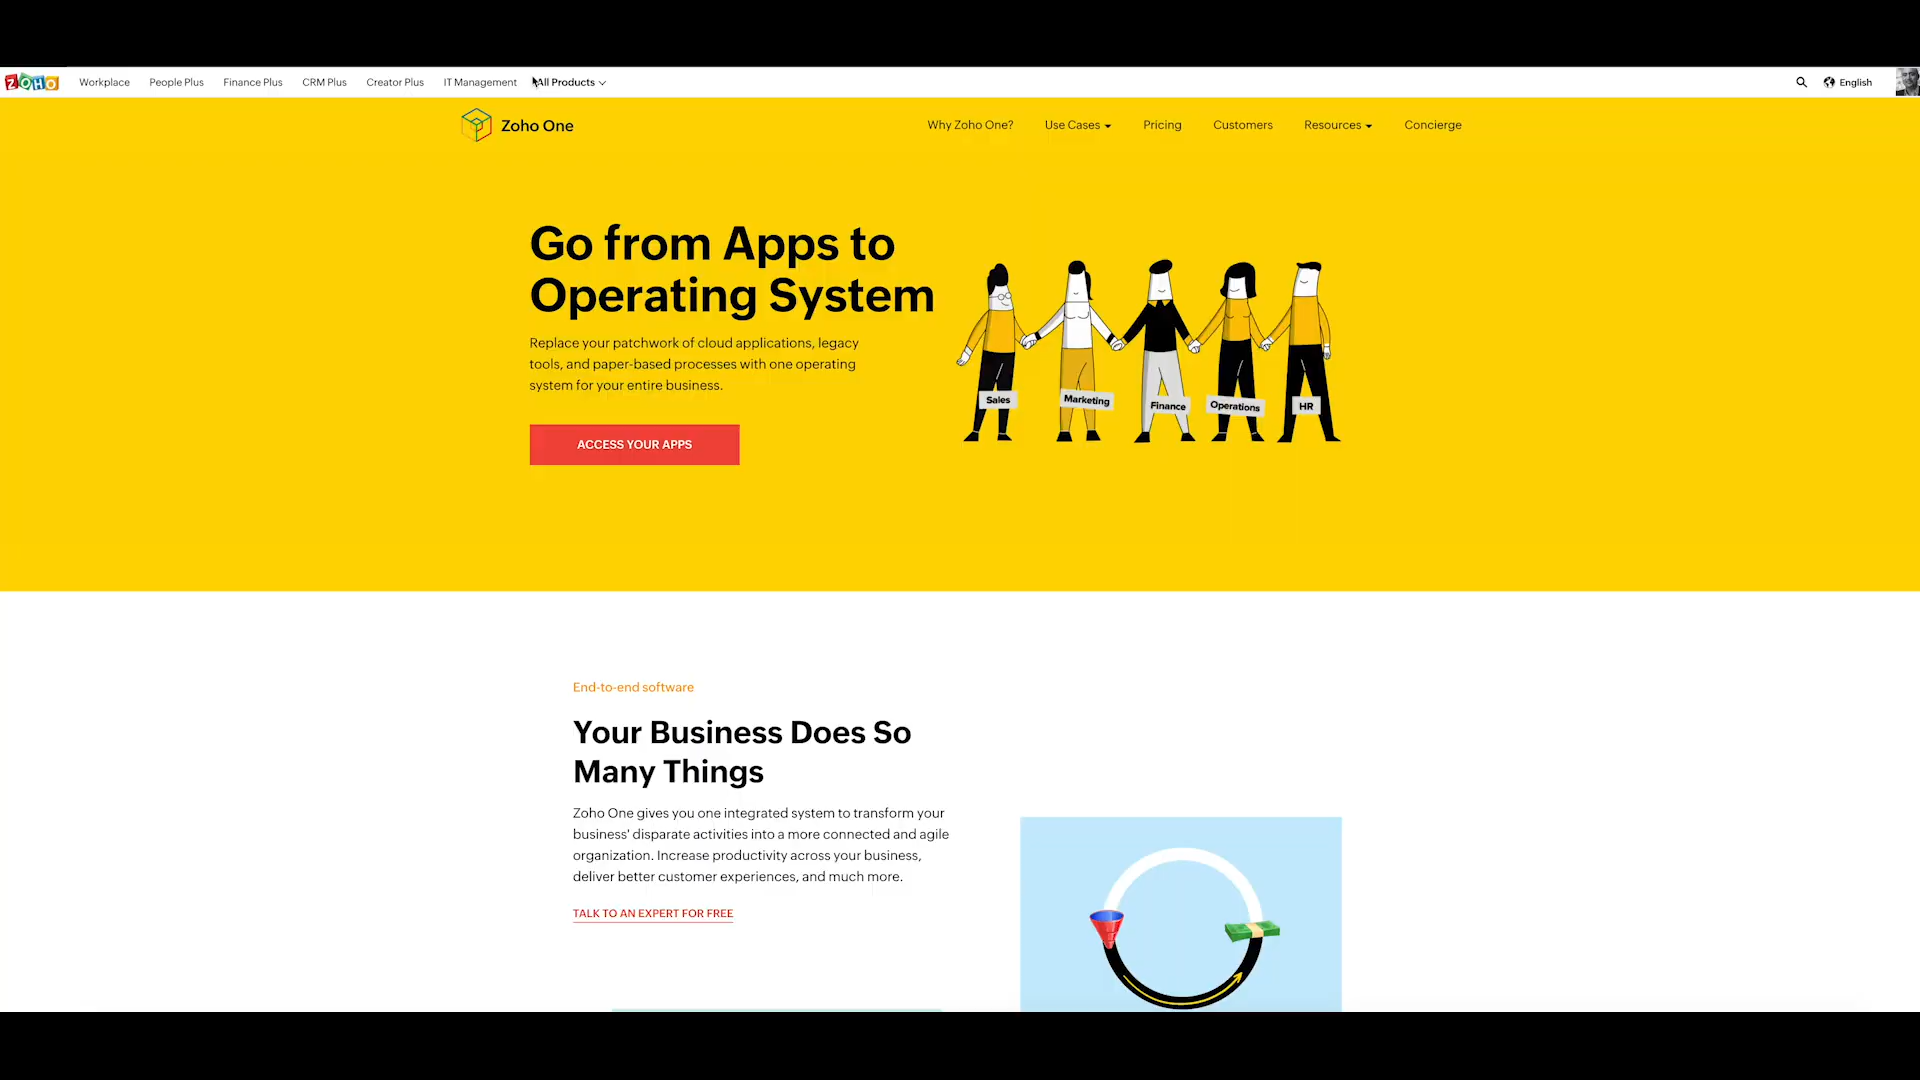 ZOHO Workplace People Plus Finance Plus CRM Plus Creator Plus IT Management All Products English
Zoho One Why Zoho One? Use Cases Pricing Customers Resources Concierge
Go from Apps to
Operating System
Replace your patchwork of cloud applications, legacy
tools, and paper-based processes with one operating
system for your entire business.
ACCESS YOUR APPS
Sales Marketing Finance Operations HR
End-to-end software
Your Business Does So
Many Things
Zoho One gives you one integrated system to transform your
business' disparate activities into a more connected and agile
organization. Increase productivity across your business,
deliver better customer experiences, and much more.
TALK TO AN EXPERT FOR FREE